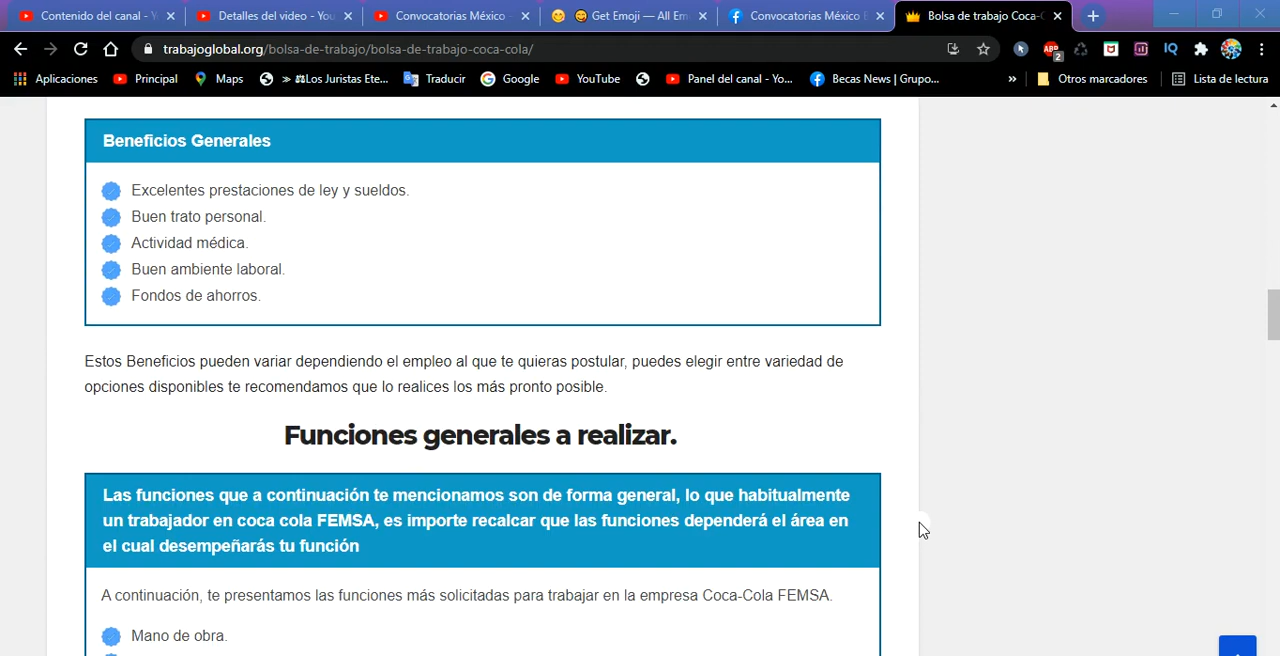 Contenido del canal - Y
Detalles del video - You
Convocatorias México -
Get Emoji — All Em
Convocatorias México E
Bolsa de trabajo Coca-C
trabajoglobal.org/bolsa-de-trabajo/bolsa-de-trabajo-coca-cola/
ABP
2
IQ
Aplicaciones
Principal
Maps
» ⚖Los Juristas Ete...
Traducir
Google
YouTube
Panel del canal - Yo...
Becas News | Grupo...
»
Otros marcadores
Lista de lectura
Beneficios Generales
Excelentes prestaciones de ley y sueldos.
Buen trato personal.
Actividad médica.
Buen ambiente laboral.
Fondos de ahorros.
Estos Beneficios pueden variar dependiendo el empleo al que te quieras postular, puedes elegir entre variedad de
opciones disponibles te recomendamos que lo realices los más pronto posible.
Funciones generales a realizar.
Las funciones que a continuación te mencionamos son de forma general, lo que habitualmente
un trabajador en coca cola FEMSA, es importe recalcar que las funciones dependerá el área en
el cual desempeñarás tu función
A continuación, te presentamos las funciones más solicitadas para trabajar en la empresa Coca-Cola FEMSA.
Mano de obra.